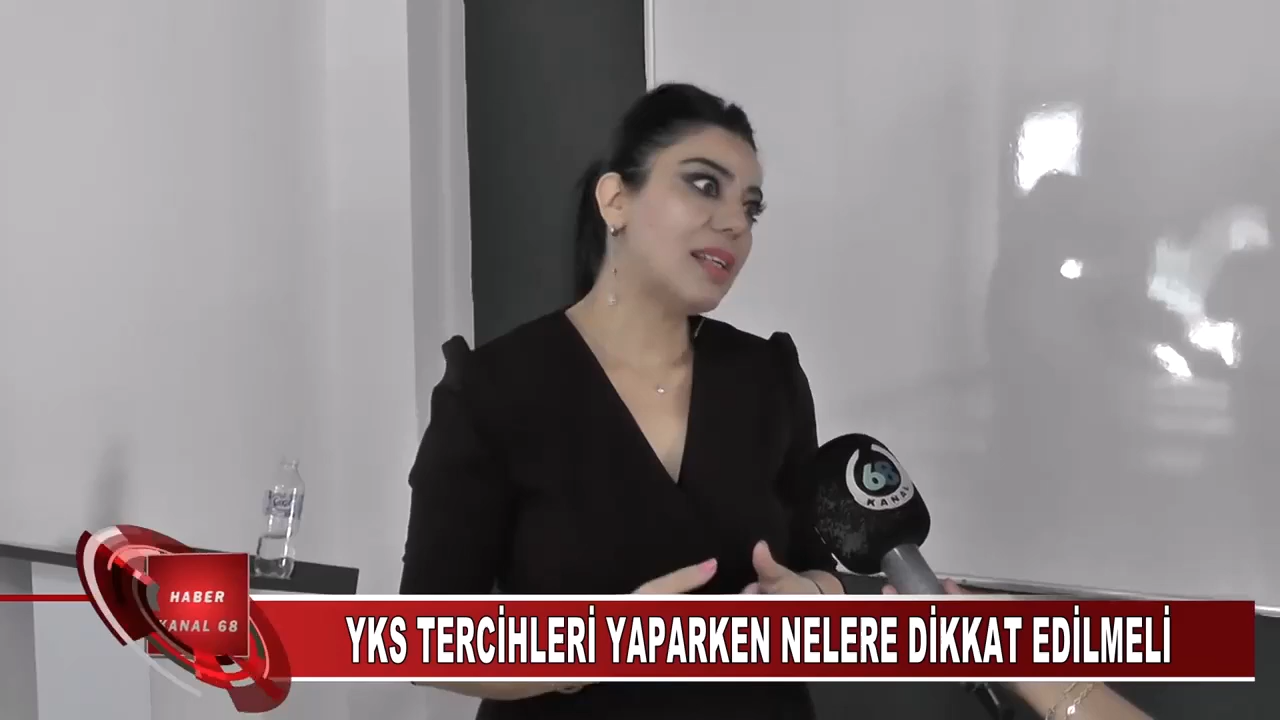 68
KANAL
HABER
KANAL 68
YKS TERCİHLERİ YAPARKEN NELERE DİKKAT EDİLMELİ